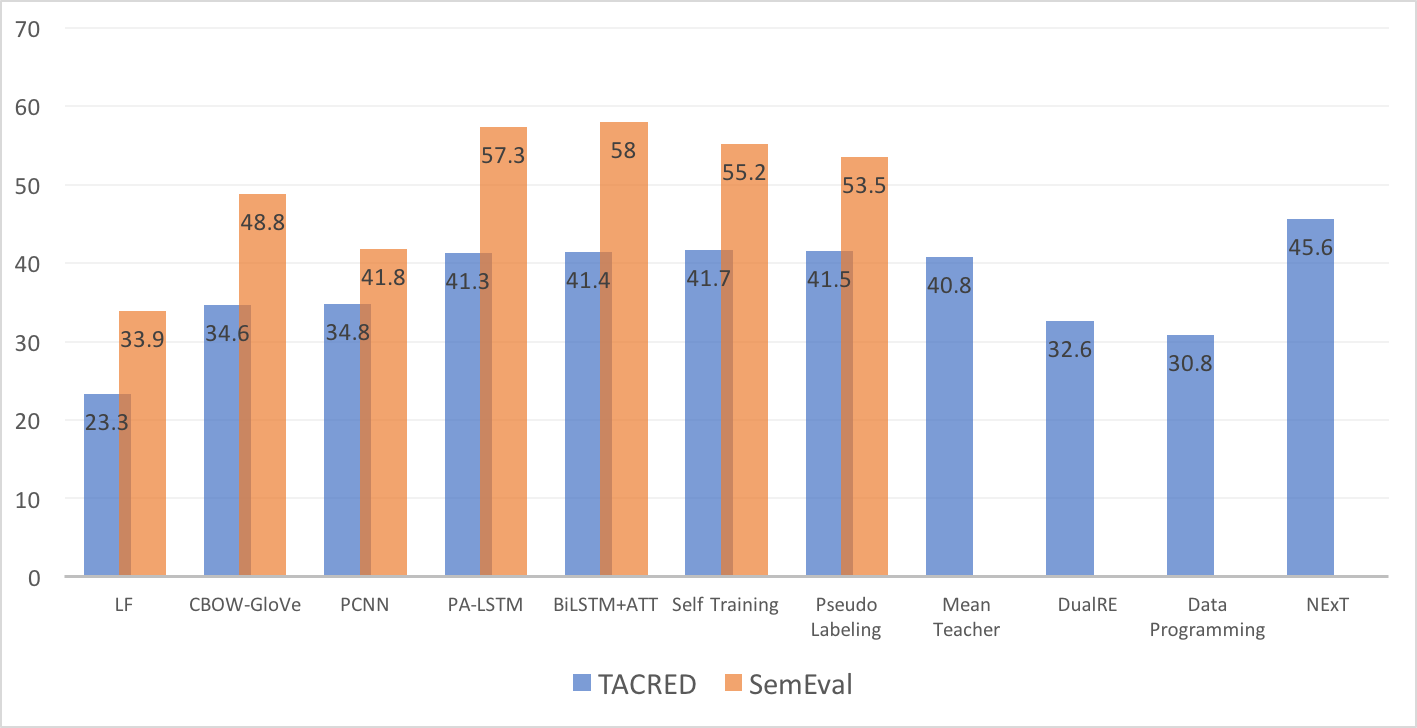 70
60
50
40
30
20
10
0
23.3
33.9
34.6
48.8
34.8
41.8
41.3
57.3
41.4
58
41.7
55.2
41.5
53.5
40.8
32.6
30.8
45.6
LF
CBOW-GloVe
PCNN
PA-LSTM
BiLSTM+ATT
Self Training
Pseudo
Labeling
Mean
Teacher
DualRE
Data
Programming
NExT
TACRED
SemEval